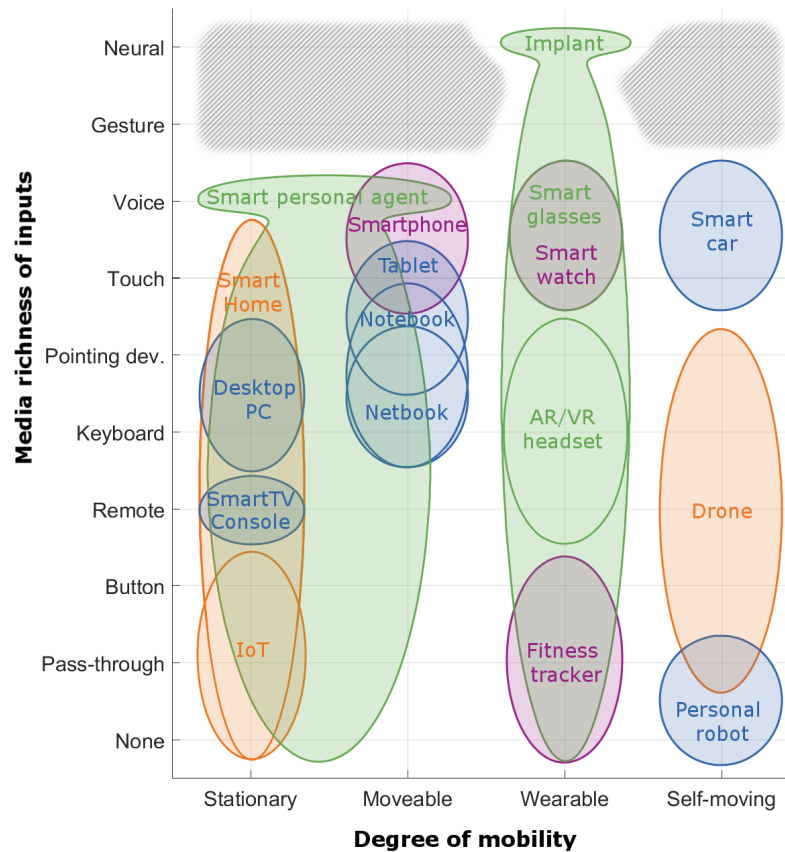 Neural
Gesture
Voice
Touch
Pointing dev.
Keyboard
Remote
Button
Pass-through
None
Media richness of inputs
Implant
Smart personal agent
Smartphone
Smart
glasses
Smart
watch
Smart
car
Smart
Home
Tablet
Notebook
Netbook
Desktop
PC
AR/VR
headset
SmartTV
Console
Drone
IoT
Fitness
tracker
Personal
robot
Stationary
Moveable
Wearable
Self-moving
Degree of mobility